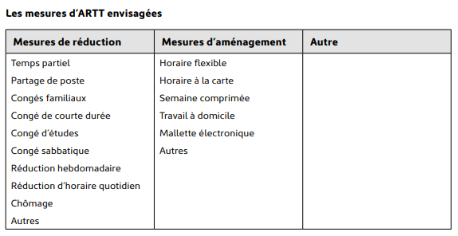 Les mesures d'ARTT envisagées
Mesures de réduction
Mesures d'aménagement
Autre
Temps partiel
Partage de poste
Congés familiaux
Congé de courte durée
Congé d'études
Congé sabbatique
Réduction hebdomadaire
Réduction d'horaire quotidien
Chômage
Autres
Horaire flexible
Horaire à la carte
Semaine comprimée
Travail à domicile
Mallette électronique
Autres